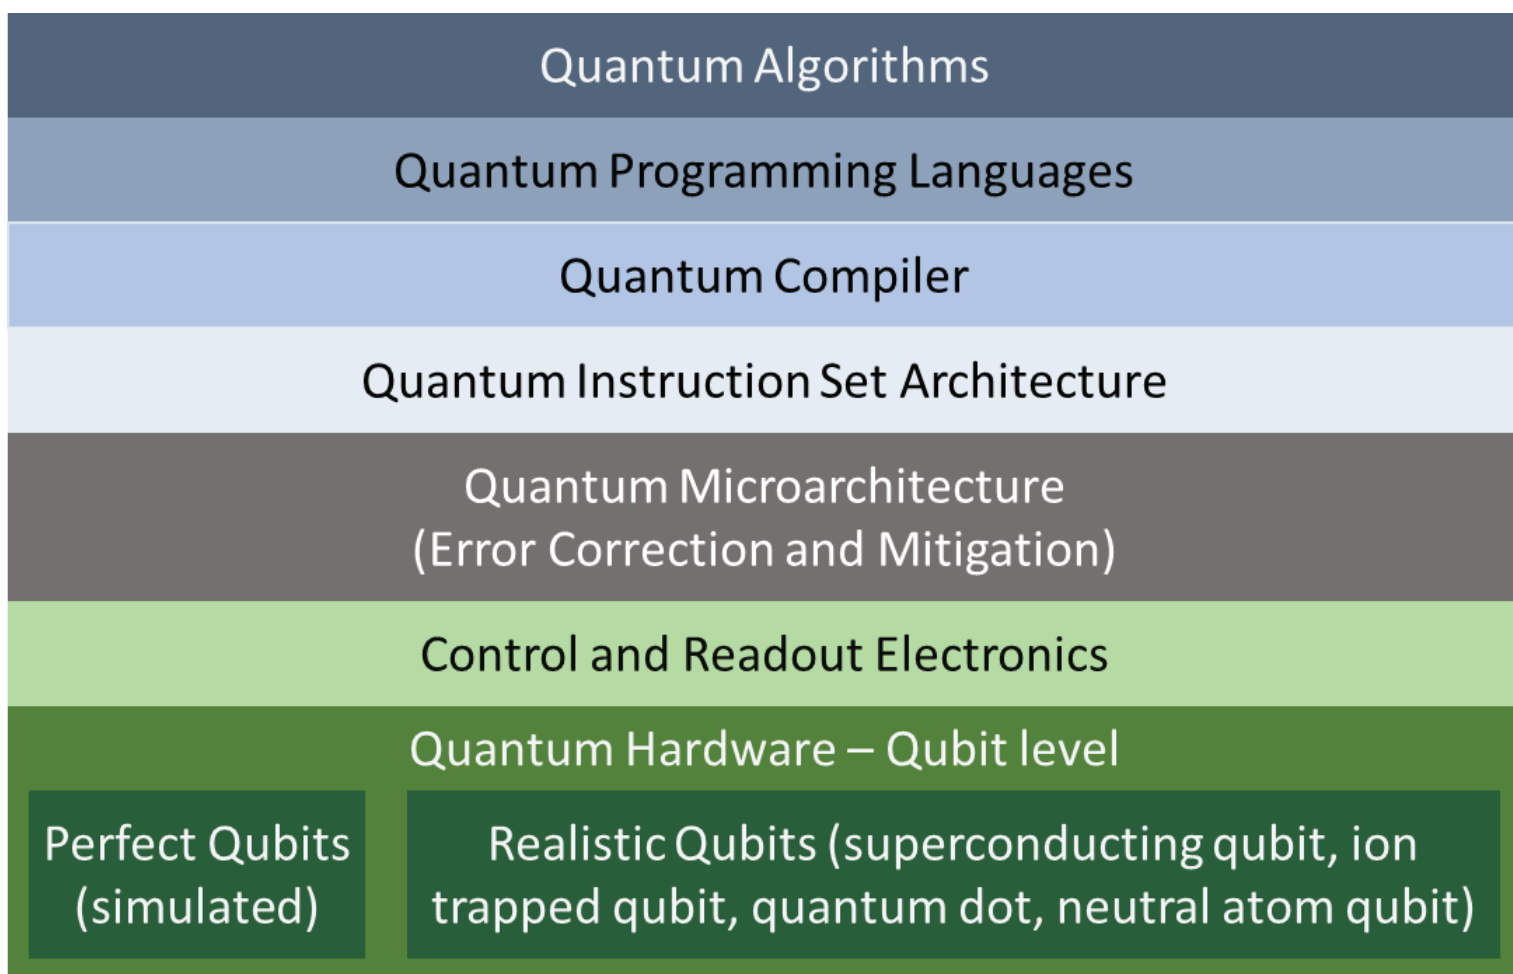 Quantum Algorithms
Quantum Programming Languages
Quantum Compiler
Quantum Instruction Set Architecture
Quantum Microarchitecture
(Error Correction and Mitigation)
Control and Readout Electronics
Quantum Hardware – Qubit level
Perfect Qubits
(simulated)
Realistic Qubits (superconducting qubit, ion
trapped qubit, quantum dot, neutral atom qubit)